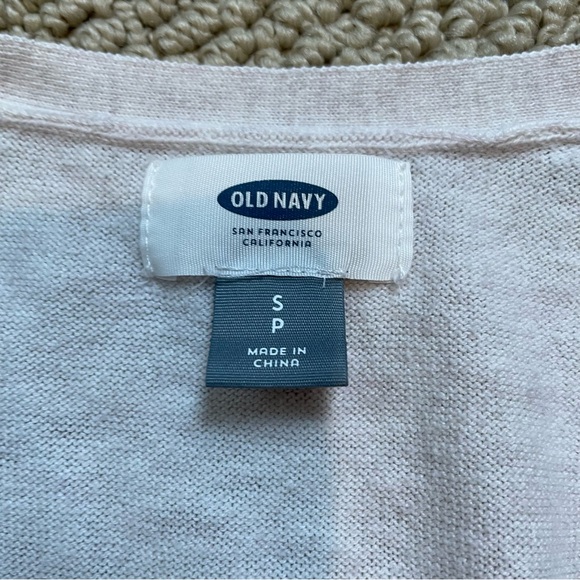 OLD NAVY
SAN FRANCISCO
CALIFORNIA
S
P
MADE IN
CHINA